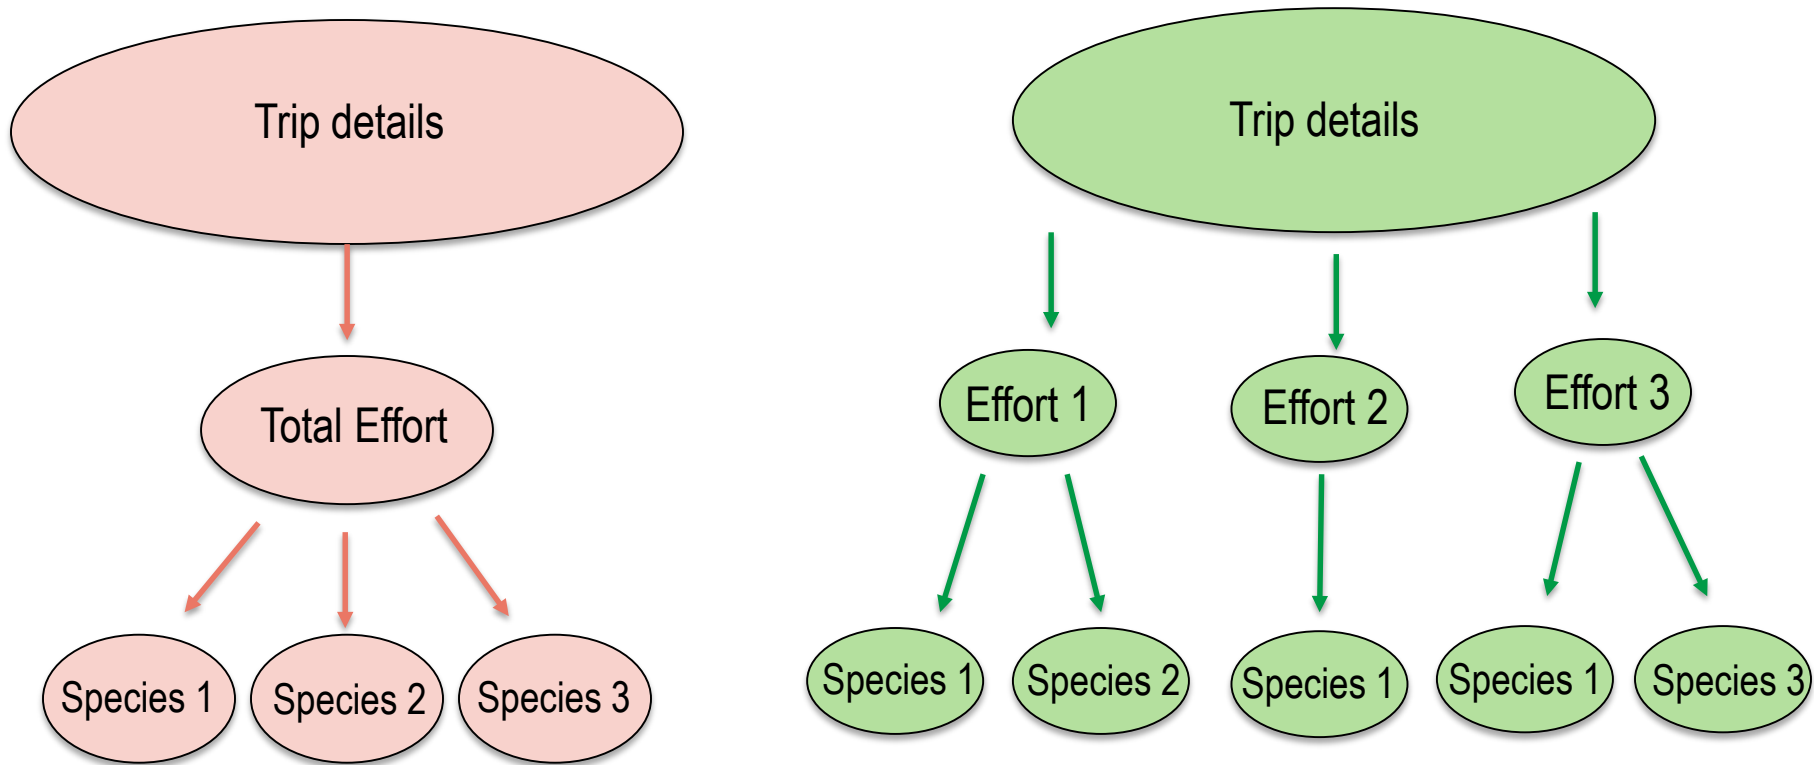 Trip details
Total Effort
Species 1
Species 2
Species 3
Trip details
Effort 1
Effort 2
Effort 3
Species 1
Species 2
Species 1
Species 1
Species 3